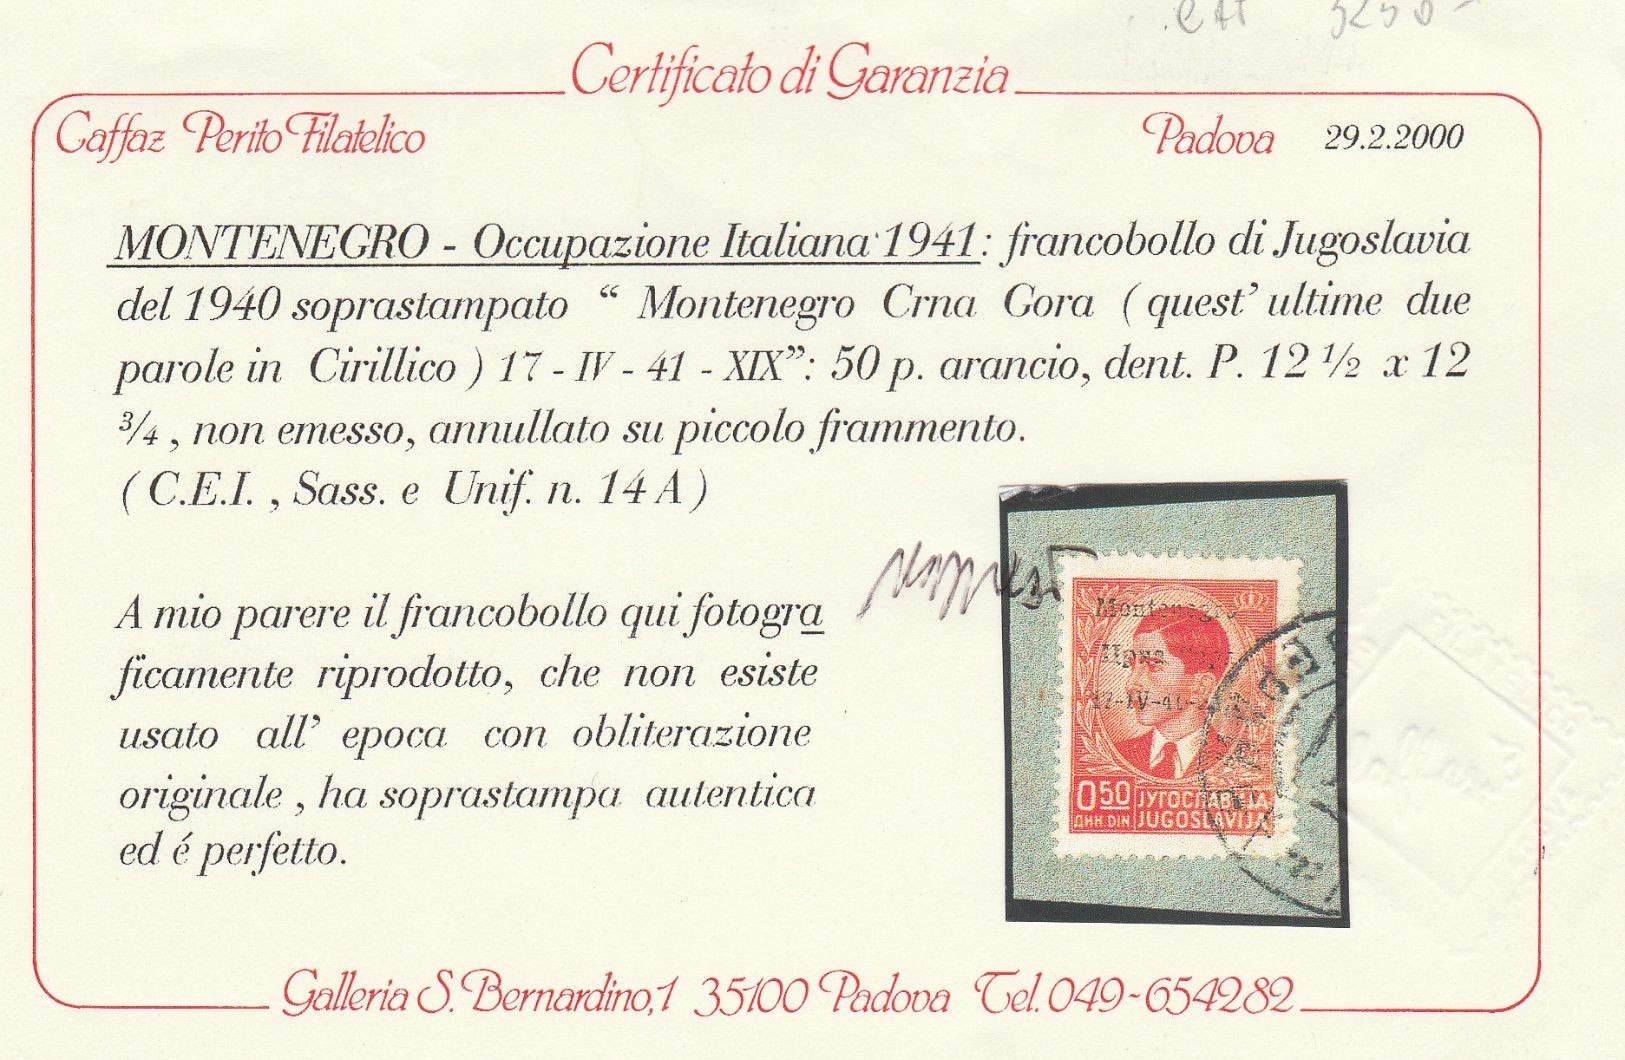 Certificato di Garanzia
Caffaz Perito Filatelico
Padova 29.2.2000
MONTENEGRO - Occupazione Italiana 1941: francobollo di Jugoslavia
del 1940 soprastampato “ Montenegro Crna Gora ( quest’ ultime due
parole in Cirillico ) 17 - IV - 41 - XIX”: 50 p. arancio, dent. P. 12 ½ x 12
¾ , non emesso, annullato su piccolo frammento.
( C.E.I. , Sass. e Unif. n. 14 A )
A mio parere il francobollo qui fotogra
ficamente riprodotto, che non esiste
usato all’ epoca con obliterazione
originale , ha soprastampa autentica
ed é perfetto.
Montenegro
17-IV-41-
0.50 ЈУГОСЛАВИЈА
ДИН. DIN JUGOSLAVIJA
Galleria S. Bernardino,1 35100 Padova Tel. 049-654282